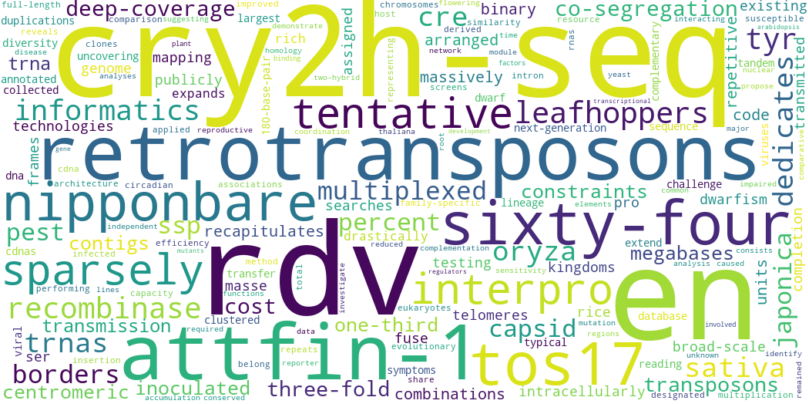 full-length deep-coverage cry2h-seq cre co-segregation existing
duplications comparison suggesting largest improved flowering chromosomes binary susceptible
diversity reveals clones similarity host resource interacting arabidopsis
disease uncovering demonstrate rich assigned arranged derived time rnas repetitive tyr
trna mapping plant module network factors intron yeast complementary tandem
annotated genome analyses homology binding two-hybrid representing screens massively dwarf nuclear propose
collected expands publicly 180-base-pair transcriptional transmitted
informatics tentative leafhoppers code
technologies applied reproductive coordination thaliana next-generation sequence major viruses
dna frames gene cdna retrotransposons development root comparative dedicates
architecture circadian associations multiplexed constraints common impaired challenge
nipponbare independent family-specific searches lineage elements pro dwarfism
pest ssp recapitulates percent sixty-four
cdnas contigs efficiency drastically reduced complementation extend megabases completion
infected mutants rdv regulators testing oryza sensitivity kingdoms analysis caused consists
sparsely method transfer masse total investigate eukaryotes en units japonica
performing lines capacity functions interpro rice mutation regions database involved
recombinase cost clustered telomeres
transmission required data one-third capsid typical unknown broad-scale identify
viral trnas attfin-1 fuse evolutionary tos17 reading transposons
ser insertion repeats reporter symptoms sativa
borders belong share
centromeric inoculated three-fold combinations intracellularly designated multiplication remained
accumulation conserved